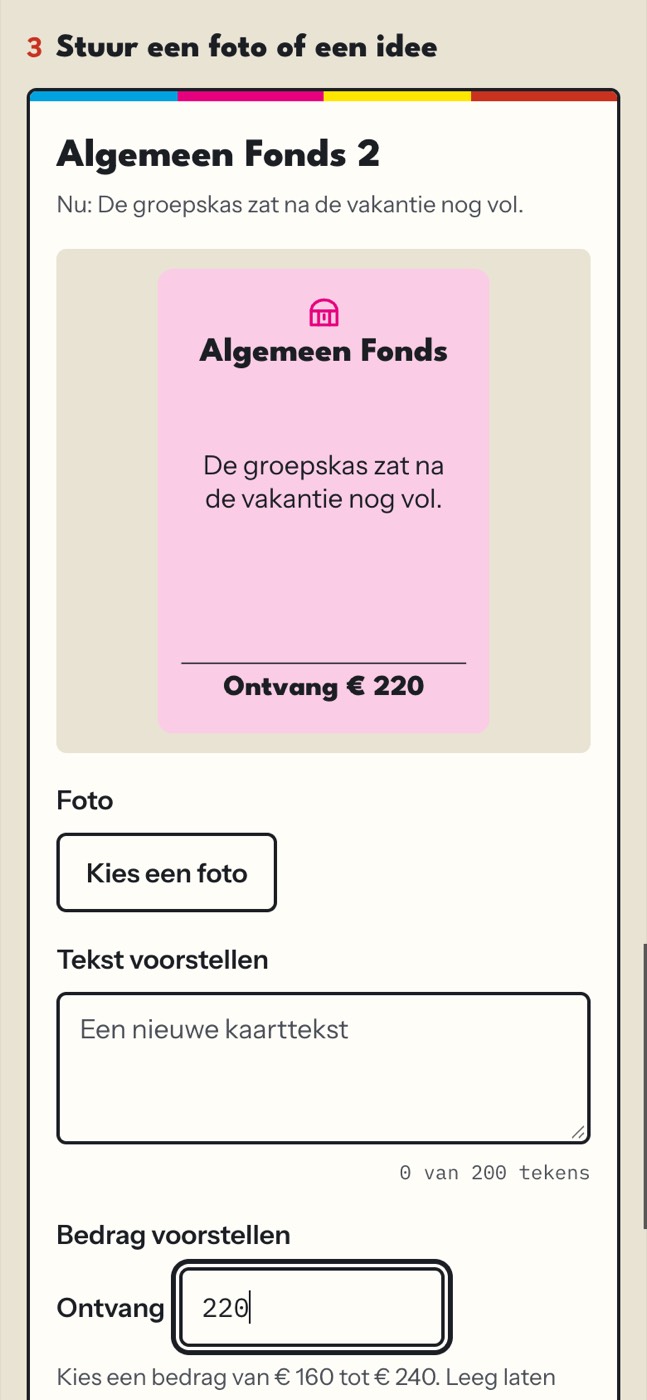 3 Stuur een foto of een idee
Algemeen Fonds 2
Nu: De groepskas zat na de vakantie nog vol.
Algemeen Fonds
De groepskas zat na
de vakantie nog vol.
Ontvang € 220
Foto
Kies een foto
Tekst voorstellen
Een nieuwe kaarttekst
0 van 200 tekens
Bedrag voorstellen
Ontvang 220
Kies een bedrag van € 160 tot € 240. Leeg laten